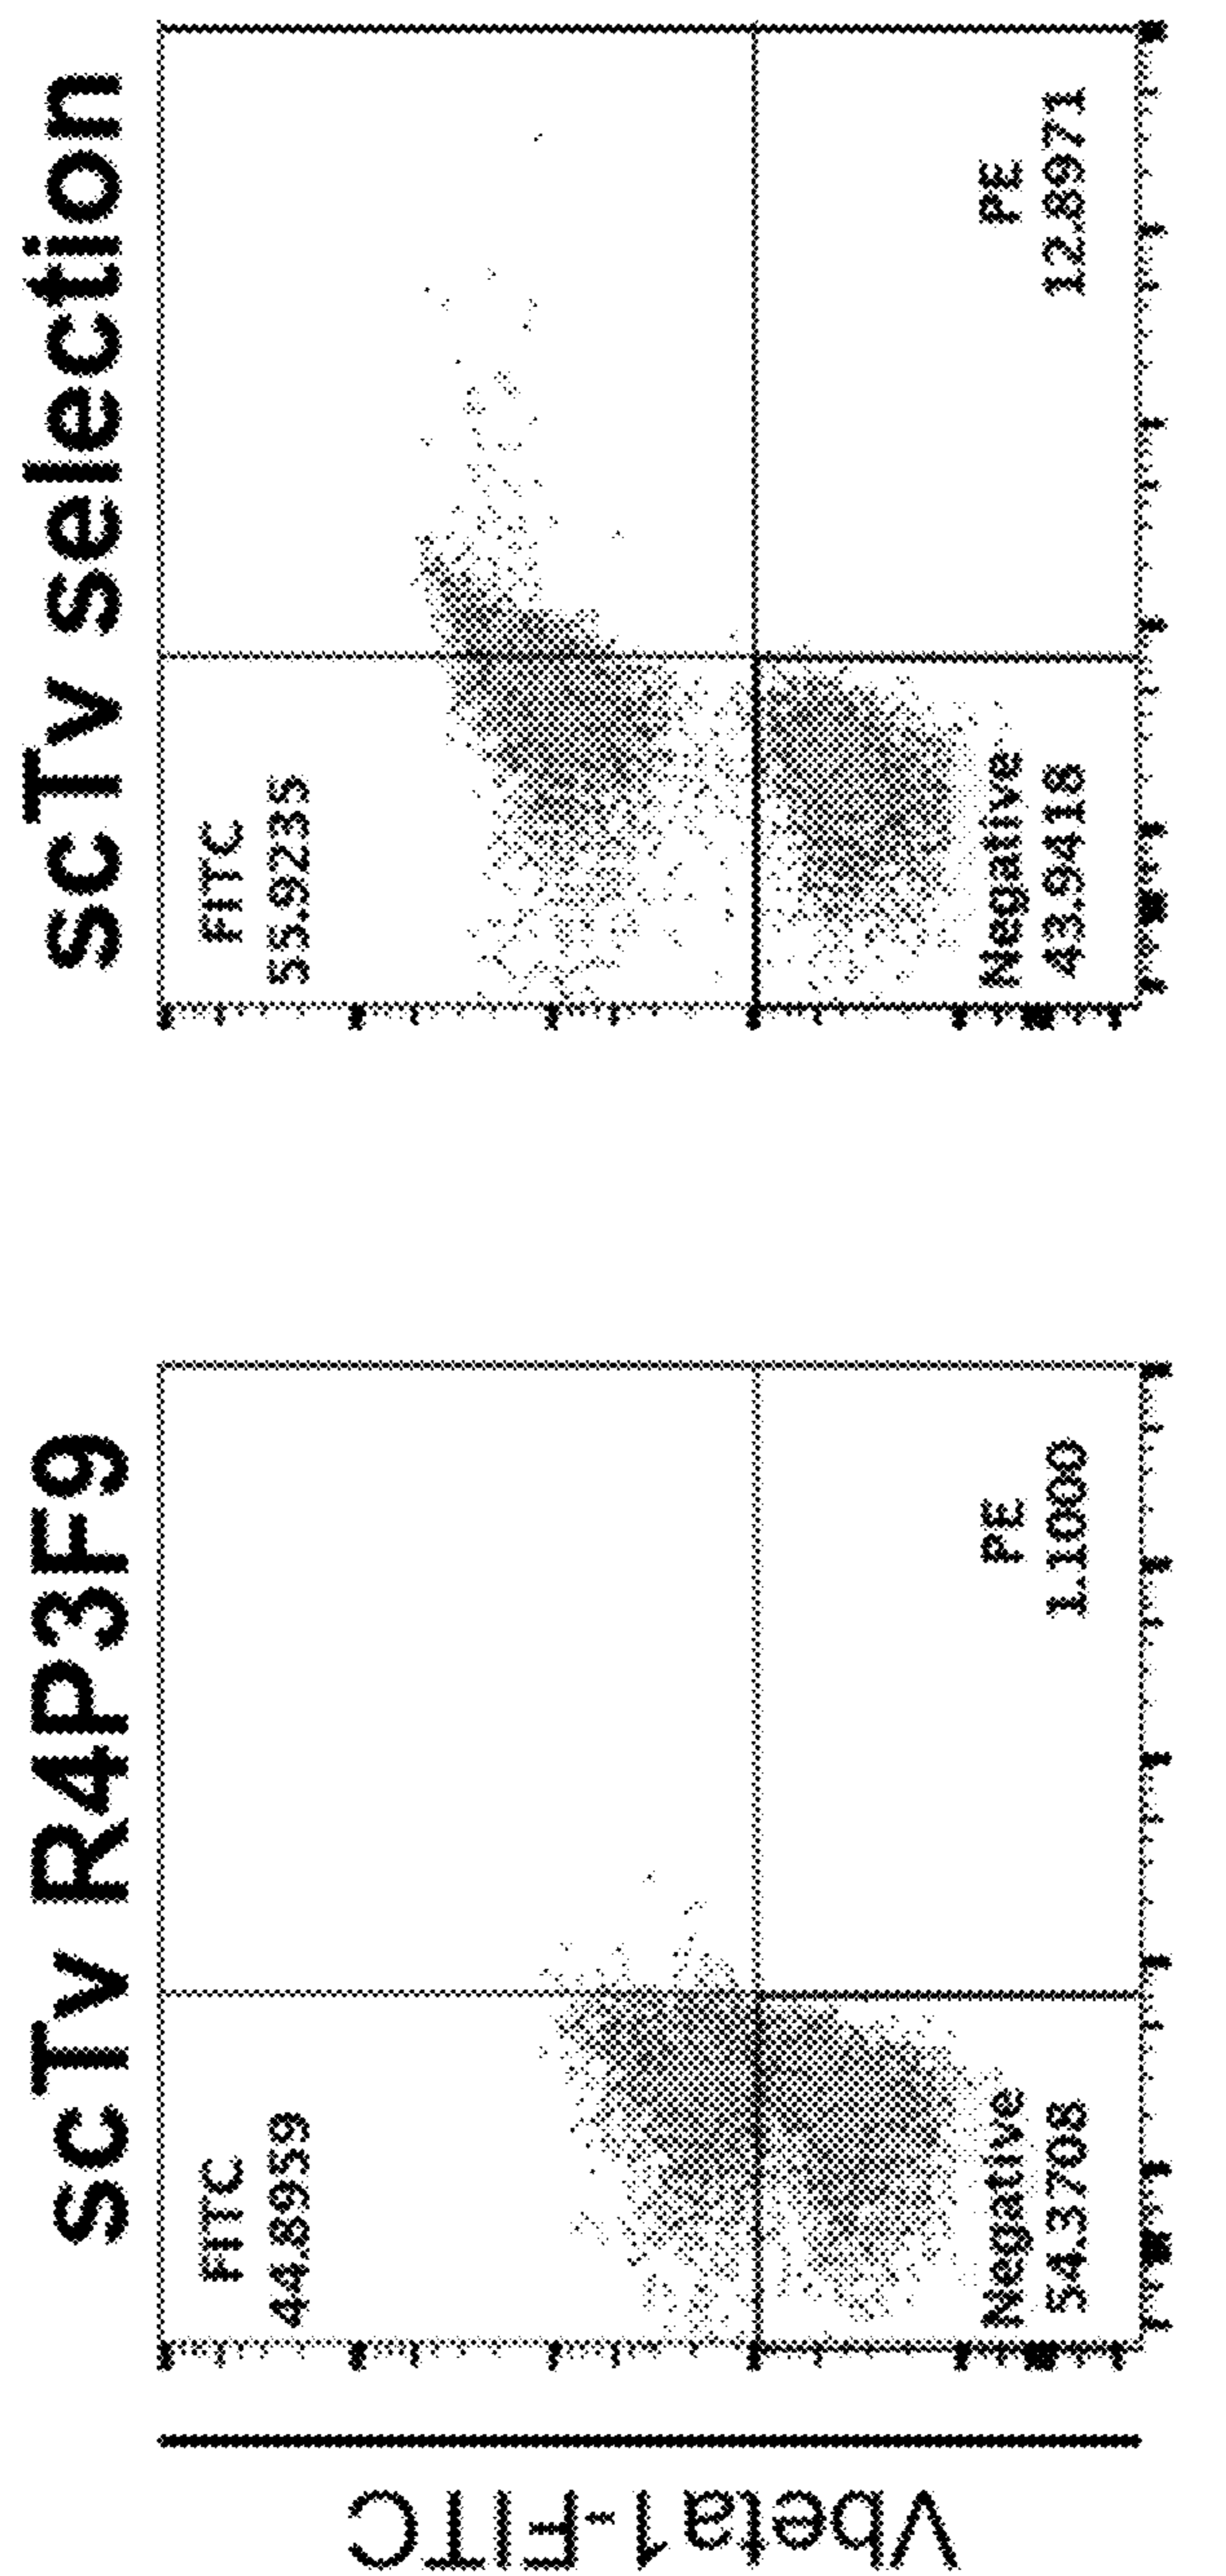 scTv R4P3F9
FITC
44.8959
PE
1.1000
Negative
54.3708
scTv selection
FITC
55.9235
PE
12.8971
Negative
43.9418
Vbeta1-FITC